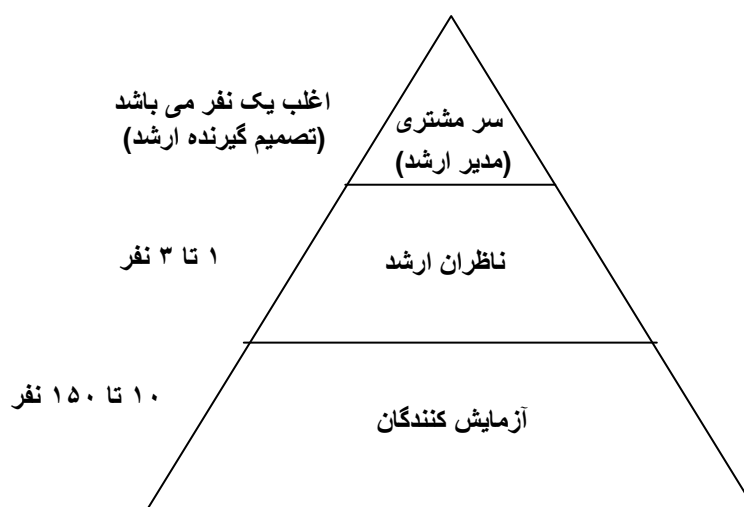 اغلب یک نفر می باشد
(تصمیم گیرنده ارشد)
سر مشتری
(مدیر ارشد)
۱ تا ۳ نفر
ناظران ارشد
۱۰ تا ۱۵۰ نفر
آزمایش کنندگان